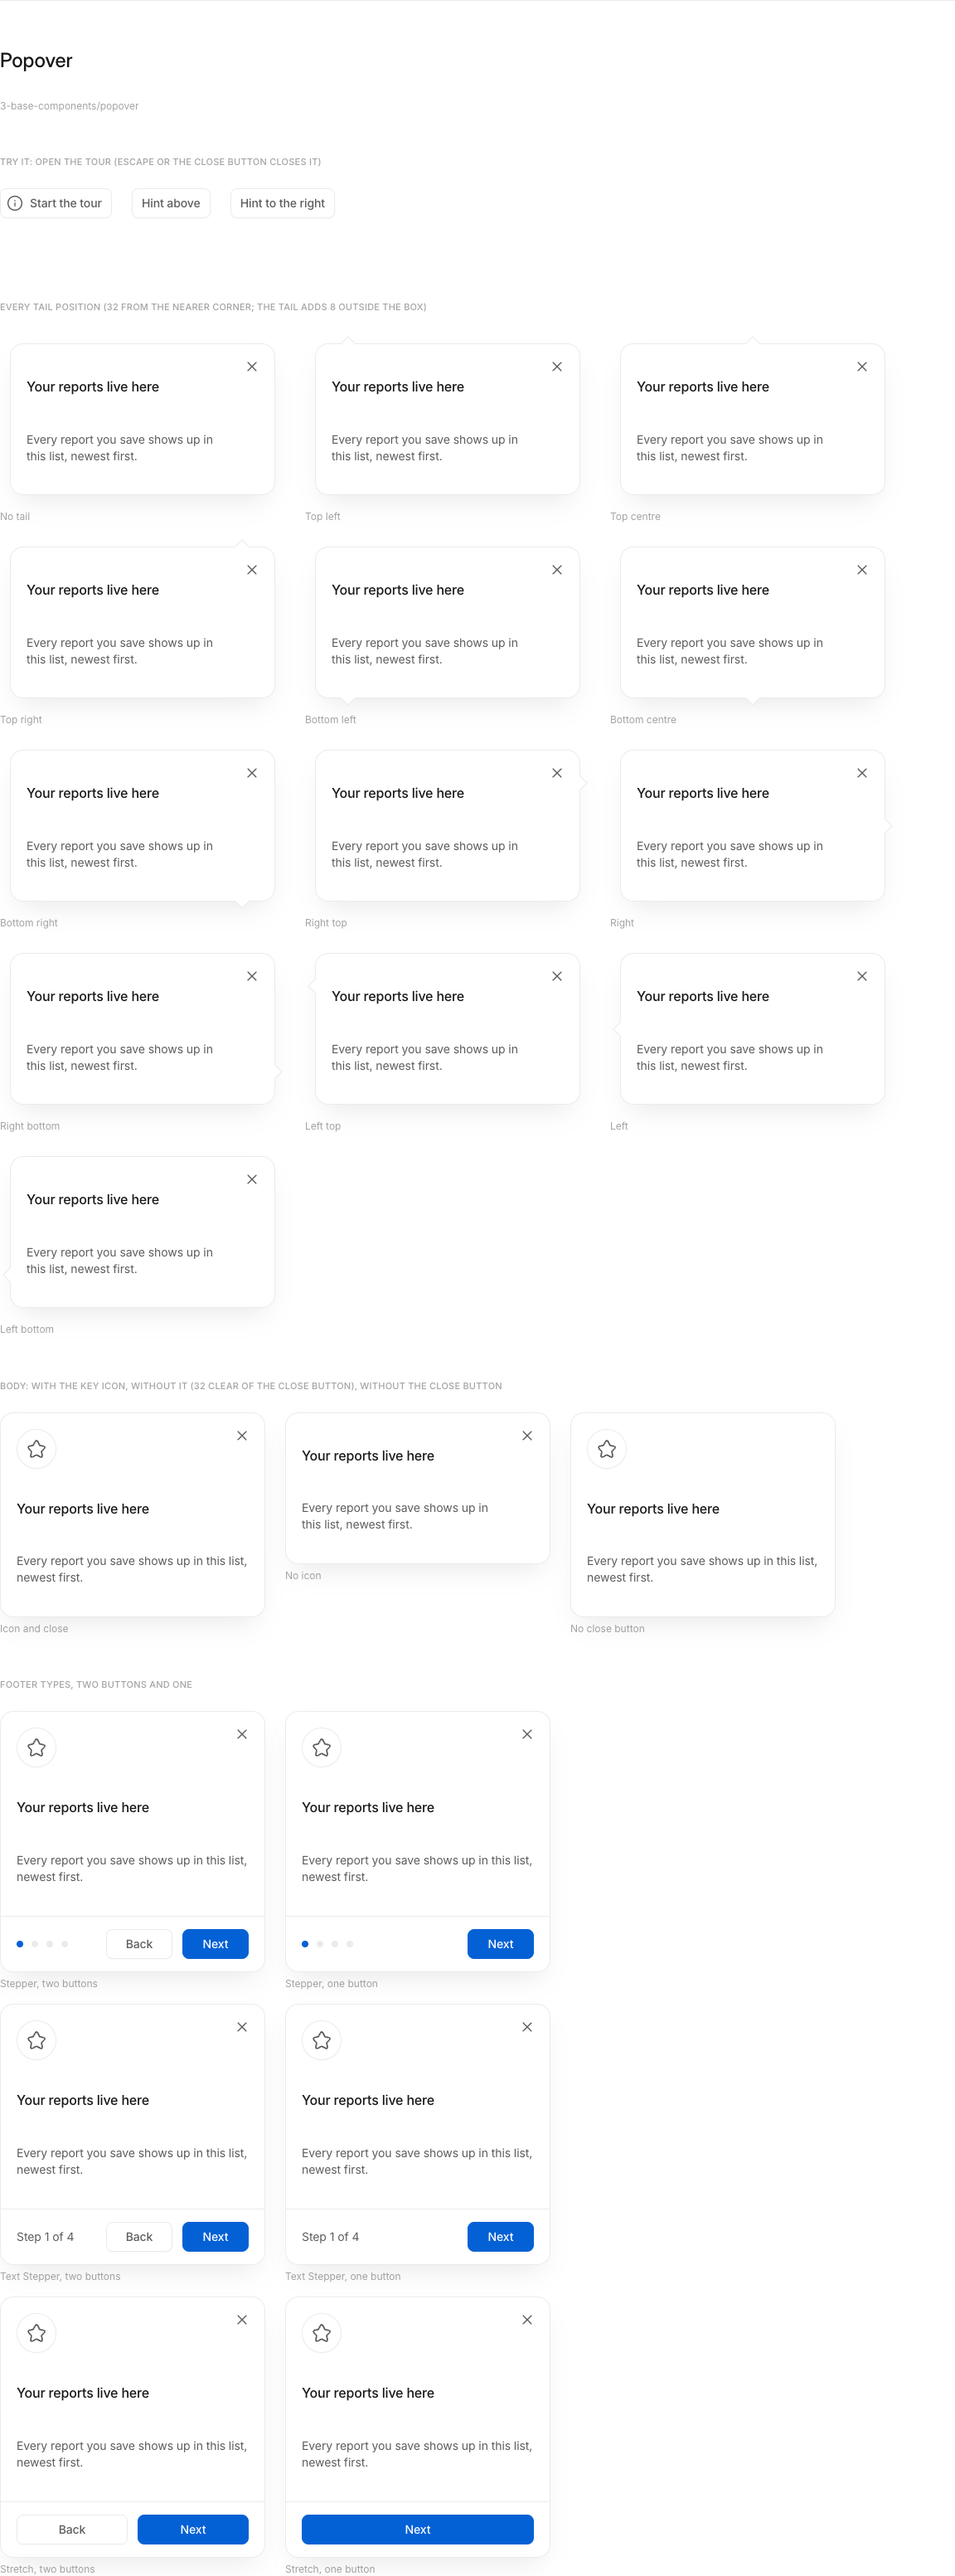 Popover
3-base-components/popover
TRY IT: OPEN THE TOUR (ESCAPE OR THE CLOSE BUTTON CLOSES IT)
Start the tour
Hint above
Hint to the right
EVERY TAIL POSITION (32 FROM THE NEARER CORNER; THE TAIL ADDS 8 OUTSIDE THE BOX)
Your reports live here
Every report you save shows up in
this list, newest first.
No tail
Your reports live here
Every report you save shows up in
this list, newest first.
Top left
Your reports live here
Every report you save shows up in
this list, newest first.
Top centre
Your reports live here
Every report you save shows up in
this list, newest first.
Top right
Your reports live here
Every report you save shows up in
this list, newest first.
Bottom left
Your reports live here
Every report you save shows up in
this list, newest first.
Bottom centre
Your reports live here
Every report you save shows up in
this list, newest first.
Bottom right
Your reports live here
Every report you save shows up in
this list, newest first.
Right top
Your reports live here
Every report you save shows up in
this list, newest first.
Right
Your reports live here
Every report you save shows up in
this list, newest first.
Right bottom
Your reports live here
Every report you save shows up in
this list, newest first.
Left top
Your reports live here
Every report you save shows up in
this list, newest first.
Left
Your reports live here
Every report you save shows up in
this list, newest first.
Left bottom
BODY: WITH THE KEY ICON, WITHOUT IT (32 CLEAR OF THE CLOSE BUTTON), WITHOUT THE CLOSE BUTTON
Your reports live here
Every report you save shows up in this list,
newest first.
Icon and close
Your reports live here
Every report you save shows up in
this list, newest first.
No icon
Your reports live here
Every report you save shows up in this list,
newest first.
No close button
FOOTER TYPES, TWO BUTTONS AND ONE
Your reports live here
Every report you save shows up in this list,
newest first.
Back
Next
Stepper, two buttons
Your reports live here
Every report you save shows up in this list,
newest first.
Next
Stepper, one button
Your reports live here
Every report you save shows up in this list,
newest first.
Step 1 of 4
Back
Next
Text Stepper, two buttons
Your reports live here
Every report you save shows up in this list,
newest first.
Step 1 of 4
Next
Text Stepper, one button
Your reports live here
Every report you save shows up in this list,
newest first.
Back
Next
Stretch, two buttons
Your reports live here
Every report you save shows up in this list,
newest first.
Next
Stretch, one button